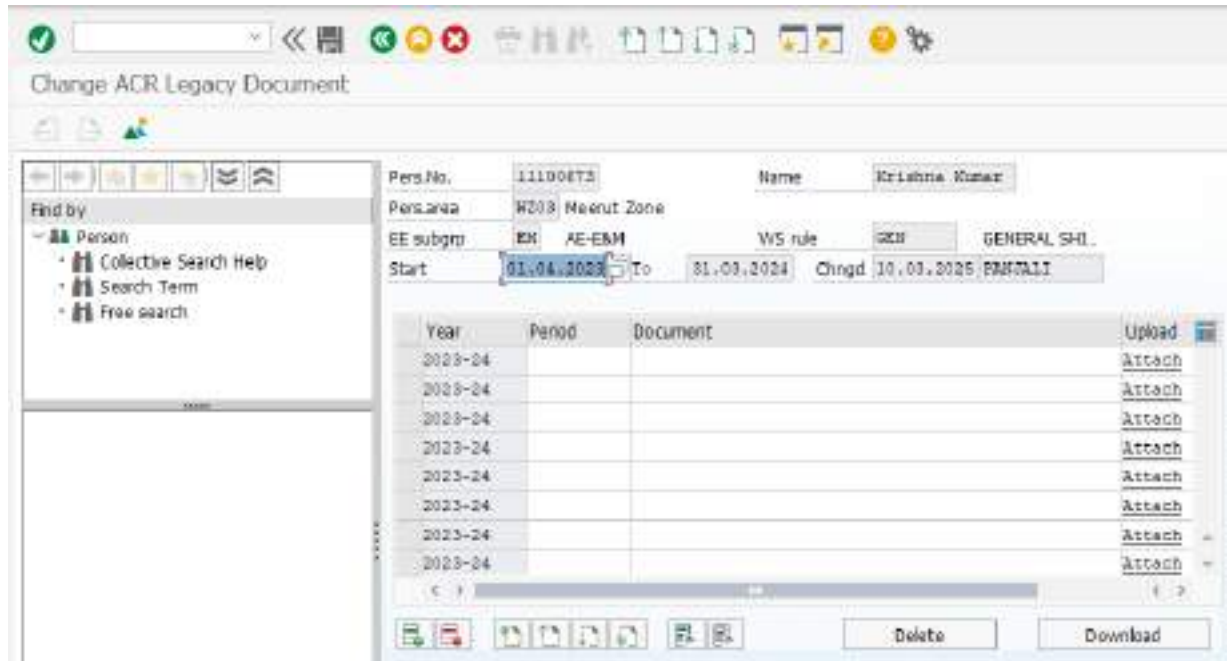 Change ACR Legacy Document
Find by
Person
Collective Search Help
Search Term
Free search
Pers.No. Name Krishna Kumar
Pers.area WZ03 Meerut Zone
EE subgrp EM AE-E&M WS rule GEN GENERAL SHI..
Start 01.04.2023 To 31.03.2024 Chngd 10.03.2025
Year Period Document Upload
2023-24 Attach
2023-24 Attach
2023-24 Attach
2023-24 Attach
2023-24 Attach
2023-24 Attach
2023-24 Attach
2023-24 Attach
Delete Download